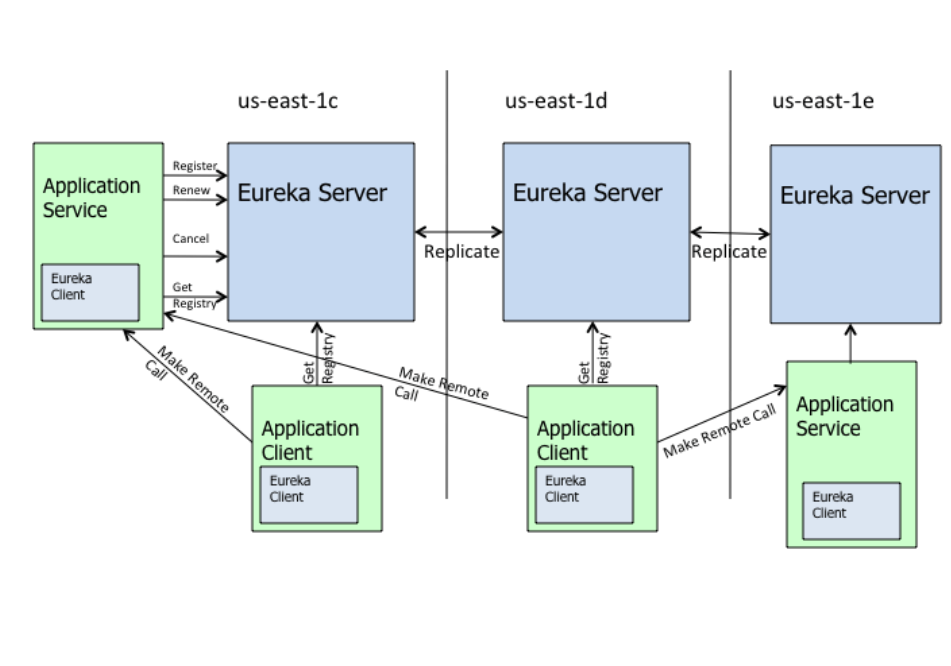 us-east-1c
us-east-1d
us-east-1e
Application
Service
Eureka
Client
Register
Renew
Cancel
Get
Registry
Eureka Server
Replicate
Eureka Server
Replicate
Eureka Server
Make Remote
Call
Get
Registry
Make Remote
Call
Get
Registry
Make Remote Call
Application
Client
Eureka
Client
Application
Client
Eureka
Client
Application
Service
Eureka
Client